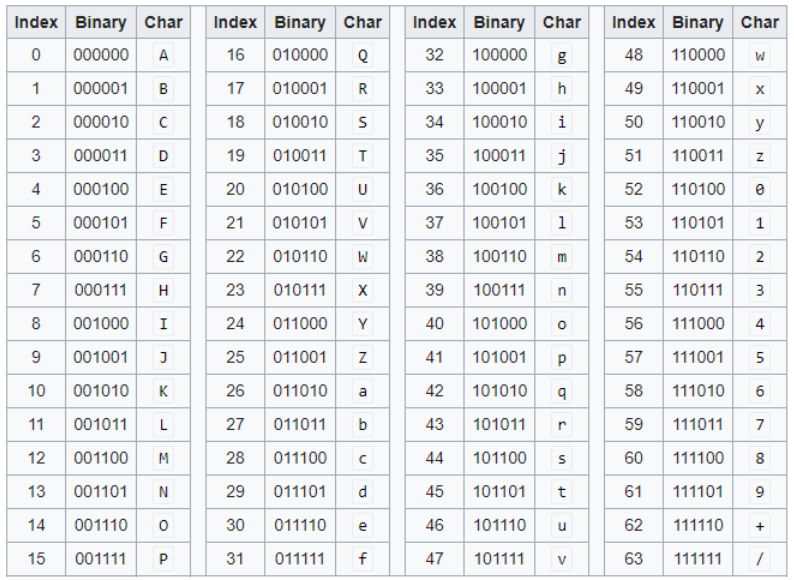 Index Binary Char Index Binary Char Index Binary Char Index Binary Char
0 000000 A 16 010000 Q 32 100000 g 48 110000 w
1 000001 B 17 010001 R 33 100001 h 49 110001 x
2 000010 C 18 010010 S 34 100010 i 50 110010 y
3 000011 D 19 010011 T 35 100011 j 51 110011 z
4 000100 E 20 010100 U 36 100100 k 52 110100 0
5 000101 F 21 010101 V 37 100101 l 53 110101 1
6 000110 G 22 010110 W 38 100110 m 54 110110 2
7 000111 H 23 010111 X 39 100111 n 55 110111 3
8 001000 I 24 011000 Y 40 101000 o 56 111000 4
9 001001 J 25 011001 Z 41 101001 p 57 111001 5
10 001010 K 26 011010 a 42 101010 q 58 111010 6
11 001011 L 27 011011 b 43 101011 r 59 111011 7
12 001100 M 28 011100 c 44 101100 s 60 111100 8
13 001101 N 29 011101 d 45 101101 t 61 111101 9
14 001110 O 30 011110 e 46 101110 u 62 111110 +
15 001111 P 31 011111 f 47 101111 v 63 111111 /